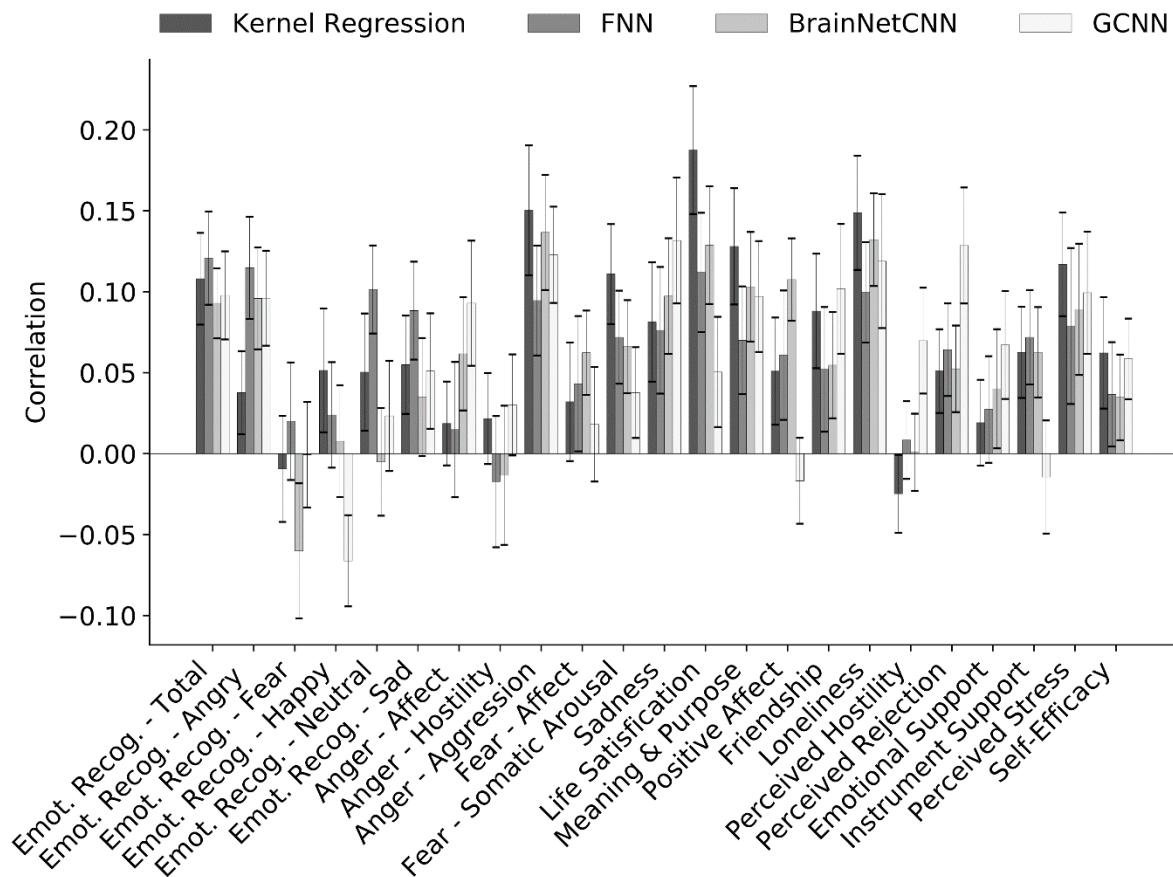 Kernel Regression FNN BrainNetCNN GCNN
Correlation
0.20
0.15
0.10
0.05
0.00
−0.05
−0.10
Emot. Recog. - Total
Emot. Recog. - Angry
Emot. Recog. - Fear
Emot. Recog. - Happy
Emot. Recog. - Neutral
Emot. Recog. - Sad
Anger - Affect
Anger - Hostility
Anger - Aggression
Fear - Affect
Fear - Somatic Arousal
Sadness
Life Satisfaction
Meaning & Purpose
Positive Affect
Friendship
Loneliness
Perceived Hostility
Perceived Rejection
Emotional Support
Instrument Support
Perceived Stress
Self-Efficacy